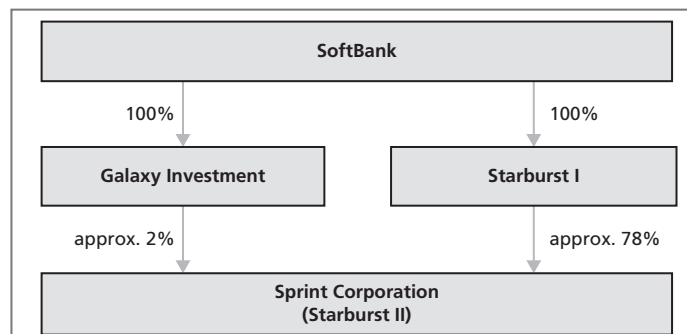 SoftBank
100%
100%
Galaxy Investment
Starburst I
approx. 2%
approx. 78%
Sprint Corporation
(Starburst II)